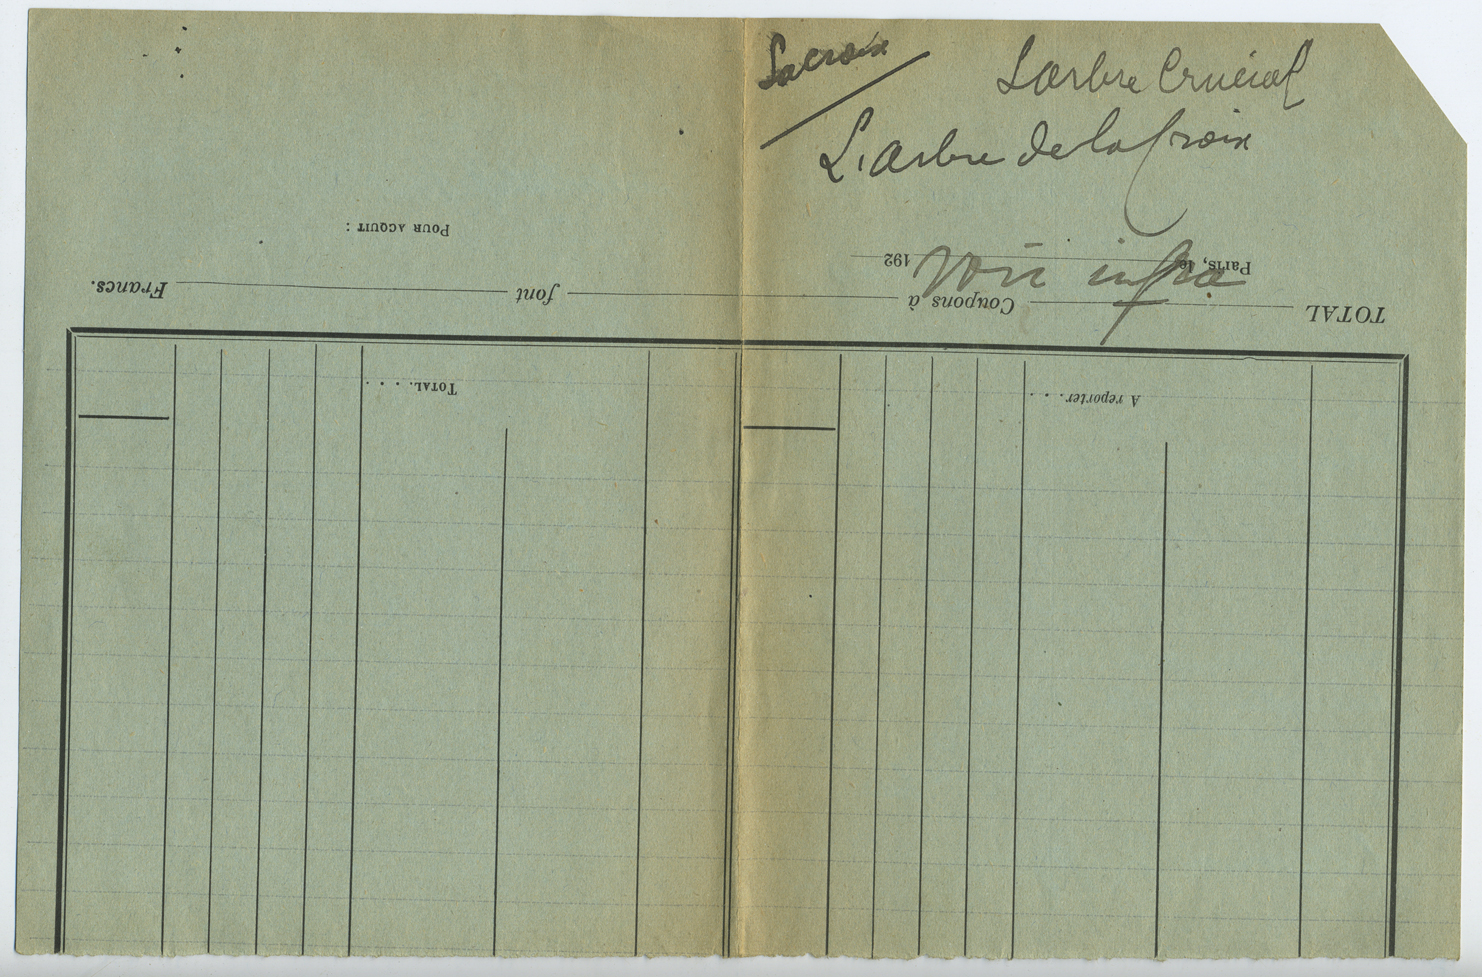 Lacroix
L'arbre Crucial
L'arbre de la Croix
voir infra
POUR ACQUIT :
Paris, le 192
TOTAL Coupons à font Francs.
TOTAL. . . .
A reporter. . .